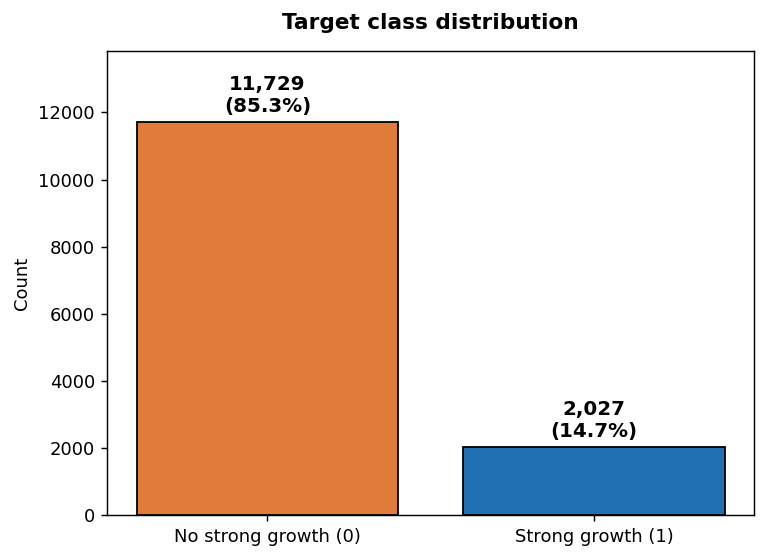 Target class distribution
Count
12000
10000
8000
6000
4000
2000
0
11,729
(85.3%)
2,027
(14.7%)
No strong growth (0)
Strong growth (1)